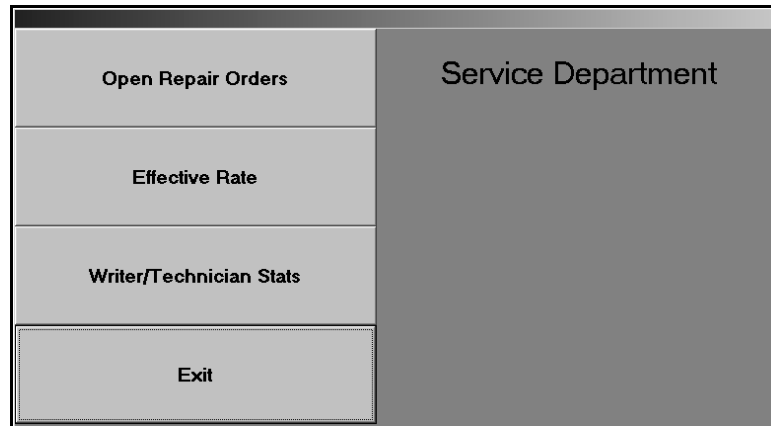 Open Repair Orders
Service Department
Effective Rate
Writer/Technician Stats
Exit